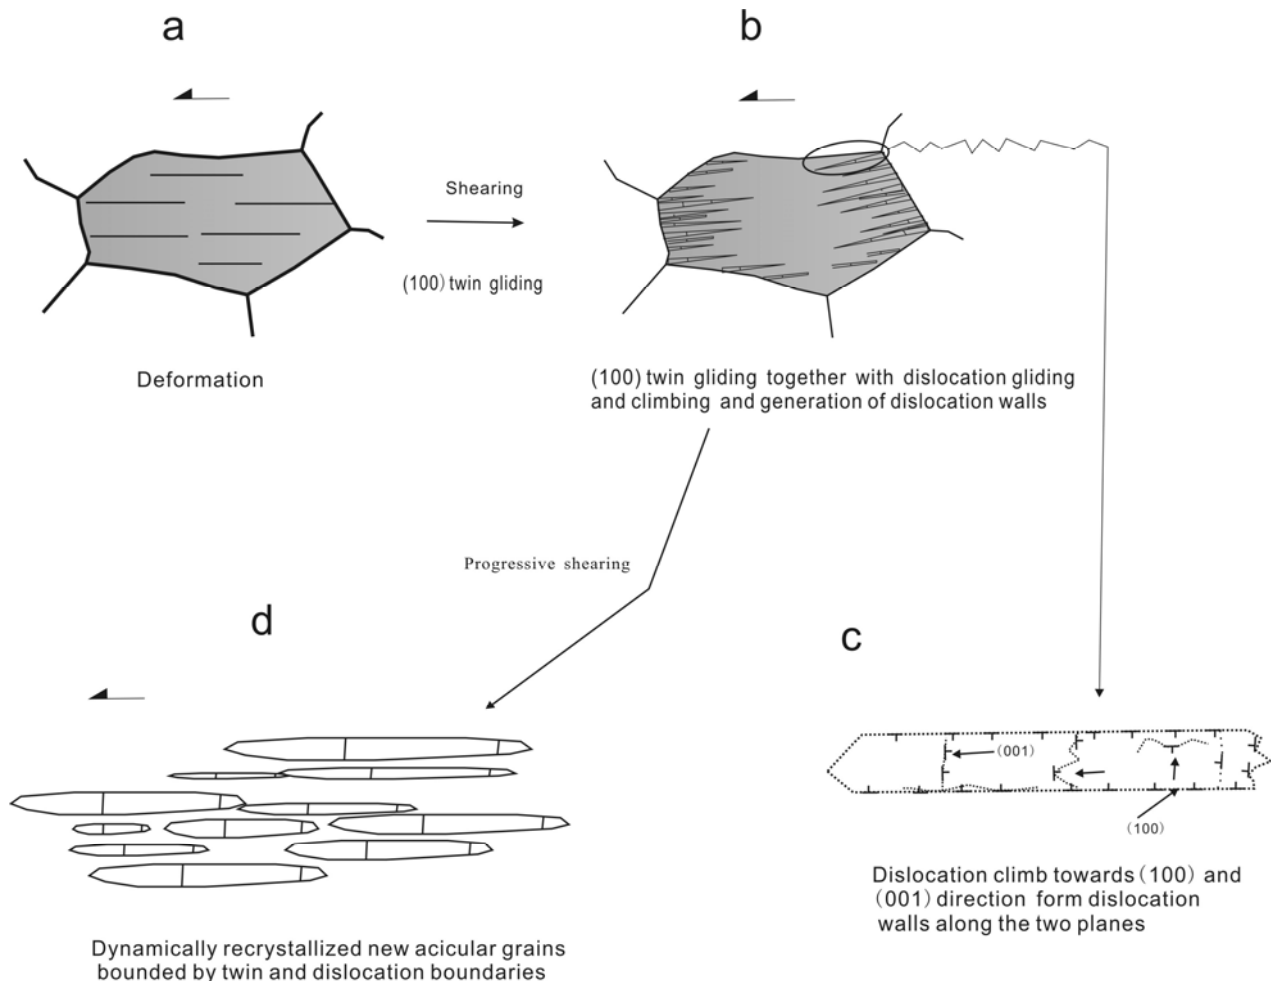 a
b
Shearing
(100) twin gliding
Deformation
(100) twin gliding together with dislocation gliding
and climbing and generation of dislocation walls
Progressive shearing
d
c
(001)
(100)
Dislocation climb towards (100) and
(001) direction form dislocation
walls along the two planes
Dynamically recrystallized new acicular grains
bounded by twin and dislocation boundaries